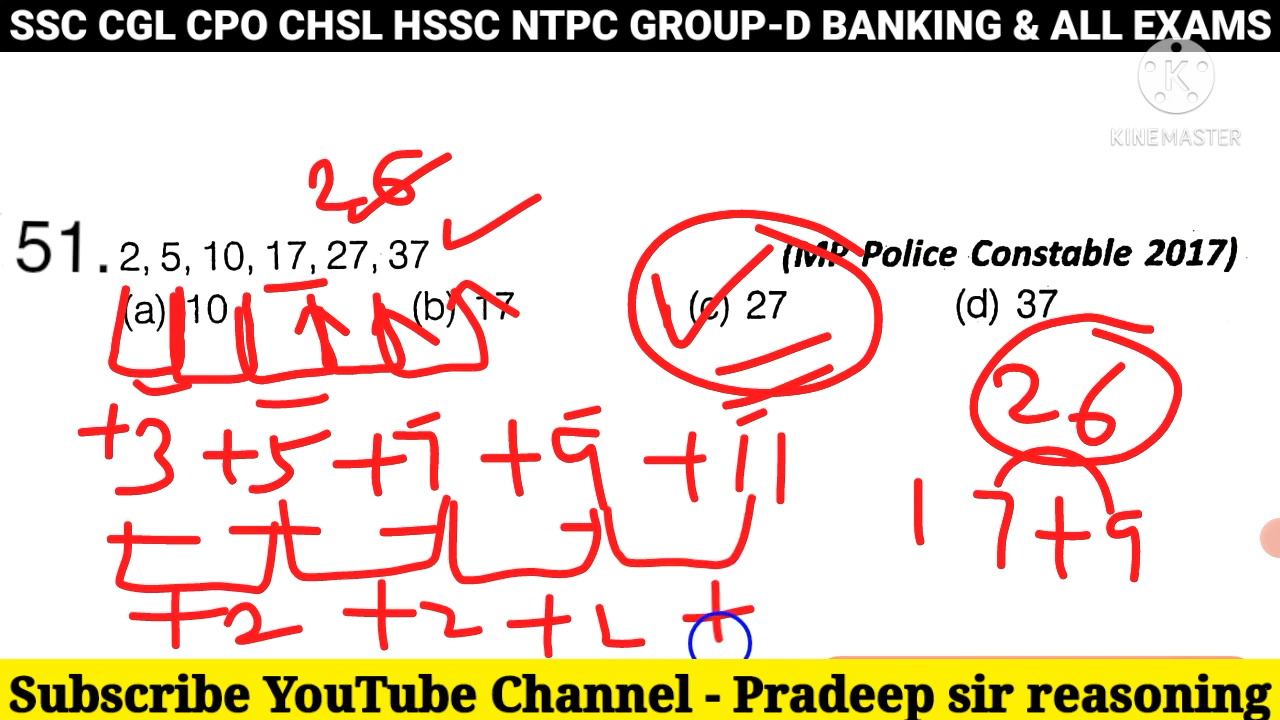 SSC CGL CPO CHSL HSSC NTPC GROUP-D BANKING & ALL EXAMS
K
KINEMASTER
26
51. 2, 5, 10, 17, 27, 37 (MP Police Constable 2017)
(a) 10 (b) 17 (c) 27 (d) 37
26
+3 +5 +7 +9 +11
17+9
+2 +2 +2 +
Subscribe YouTube Channel - Pradeep sir reasoning